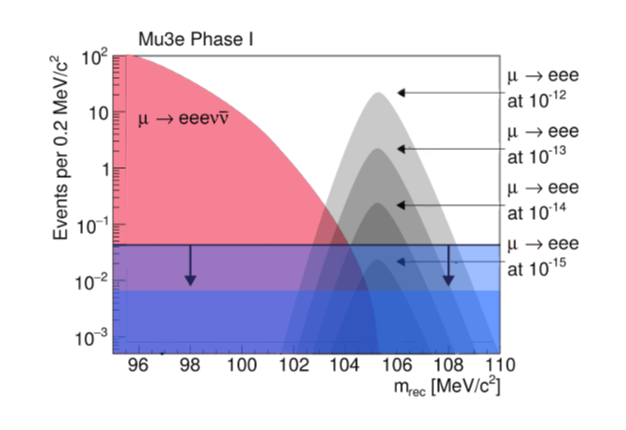 Mu3e Phase I
Events per 0.2 MeV/c²
10²
10
1
10⁻¹
10⁻²
10⁻³
μ → eeeνν̅
μ → eee
at 10⁻¹²
μ → eee
at 10⁻¹³
μ → eee
at 10⁻¹⁴
μ → eee
at 10⁻¹⁵
96 98 100 102 104 106 108 110
m_rec [MeV/c²]